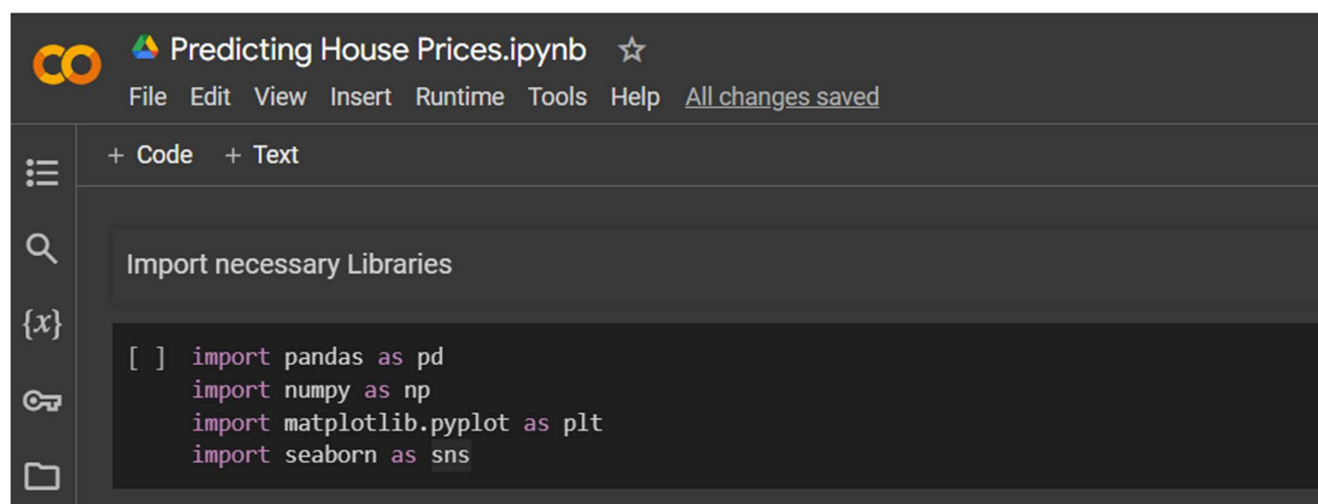 Predicting House Prices.ipynb
File Edit View Insert Runtime Tools Help All changes saved
+ Code + Text
Import necessary Libraries
{x}
[ ] import pandas as pd
import numpy as np
import matplotlib.pyplot as plt
import seaborn as sns